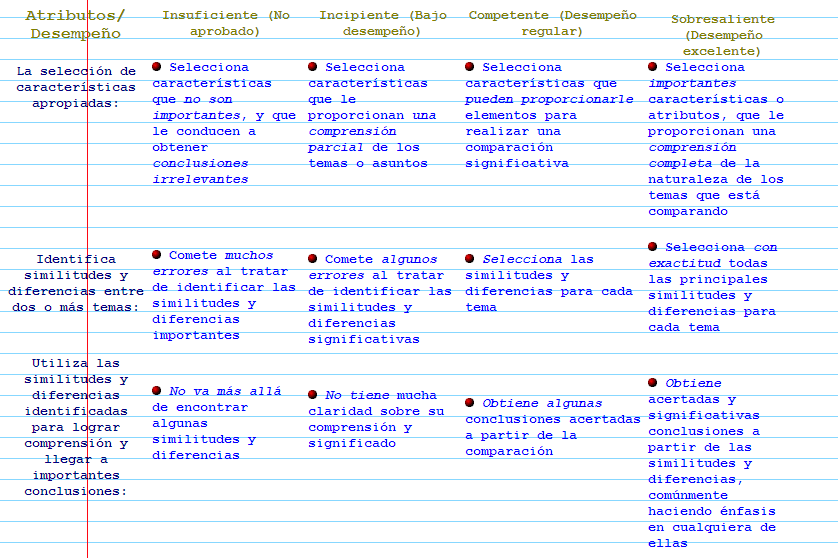 Atributos/
Desempeño
Insuficiente (No
aprobado)
Incipiente (Bajo
desempeño)
Competente (Desempeño
regular)
Sobresaliente
(Desempeño
excelente)
La selección de
características
apropiadas:
Selecciona
características
que no son
importantes, y que
le conducen a
obtener
conclusiones
irrelevantes
Selecciona
características
que le
proporcionan una
comprensión
parcial de los
temas o asuntos
Selecciona
características que
pueden proporcionarle
elementos para
realizar una
comparación
significativa
Selecciona
importantes
características o
atributos, que le
proporcionan una
comprensión
completa de la
naturaleza de los
temas que está
comparando
Identifica
similitudes y
diferencias entre
dos o más temas:
Comete muchos
errores al tratar
de identificar las
similitudes y
diferencias
importantes
Comete algunos
errores al tratar
de identificar las
similitudes y
diferencias
significativas
Selecciona las
similitudes y
diferencias para cada
tema
Selecciona con
exactitud todas
las principales
similitudes y
diferencias para
cada tema
Utiliza las
similitudes y
diferencias
identificadas
para lograr
comprensión y
llegar a
importantes
conclusiones:
No va más allá
de encontrar
algunas
similitudes y
diferencias
No tiene mucha
claridad sobre su
comprensión y
significado
Obtiene algunas
conclusiones acertadas
a partir de la
comparación
Obtiene
acertadas y
significativas
conclusiones a
partir de las
similitudes y
diferencias,
comúnmente
haciendo énfasis
en cualquiera de
ellas